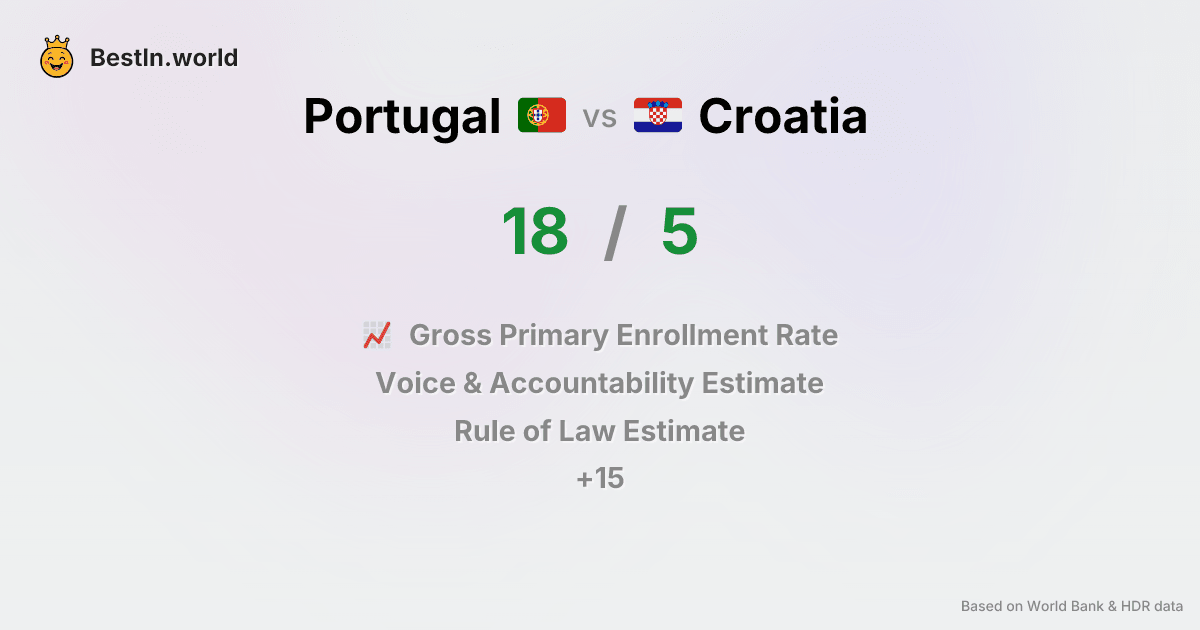 BestIn.world
Portugal vs Croatia
18 / 5
Gross Primary Enrollment Rate
Voice & Accountability Estimate
Rule of Law Estimate
+15
Based on World Bank & HDR data